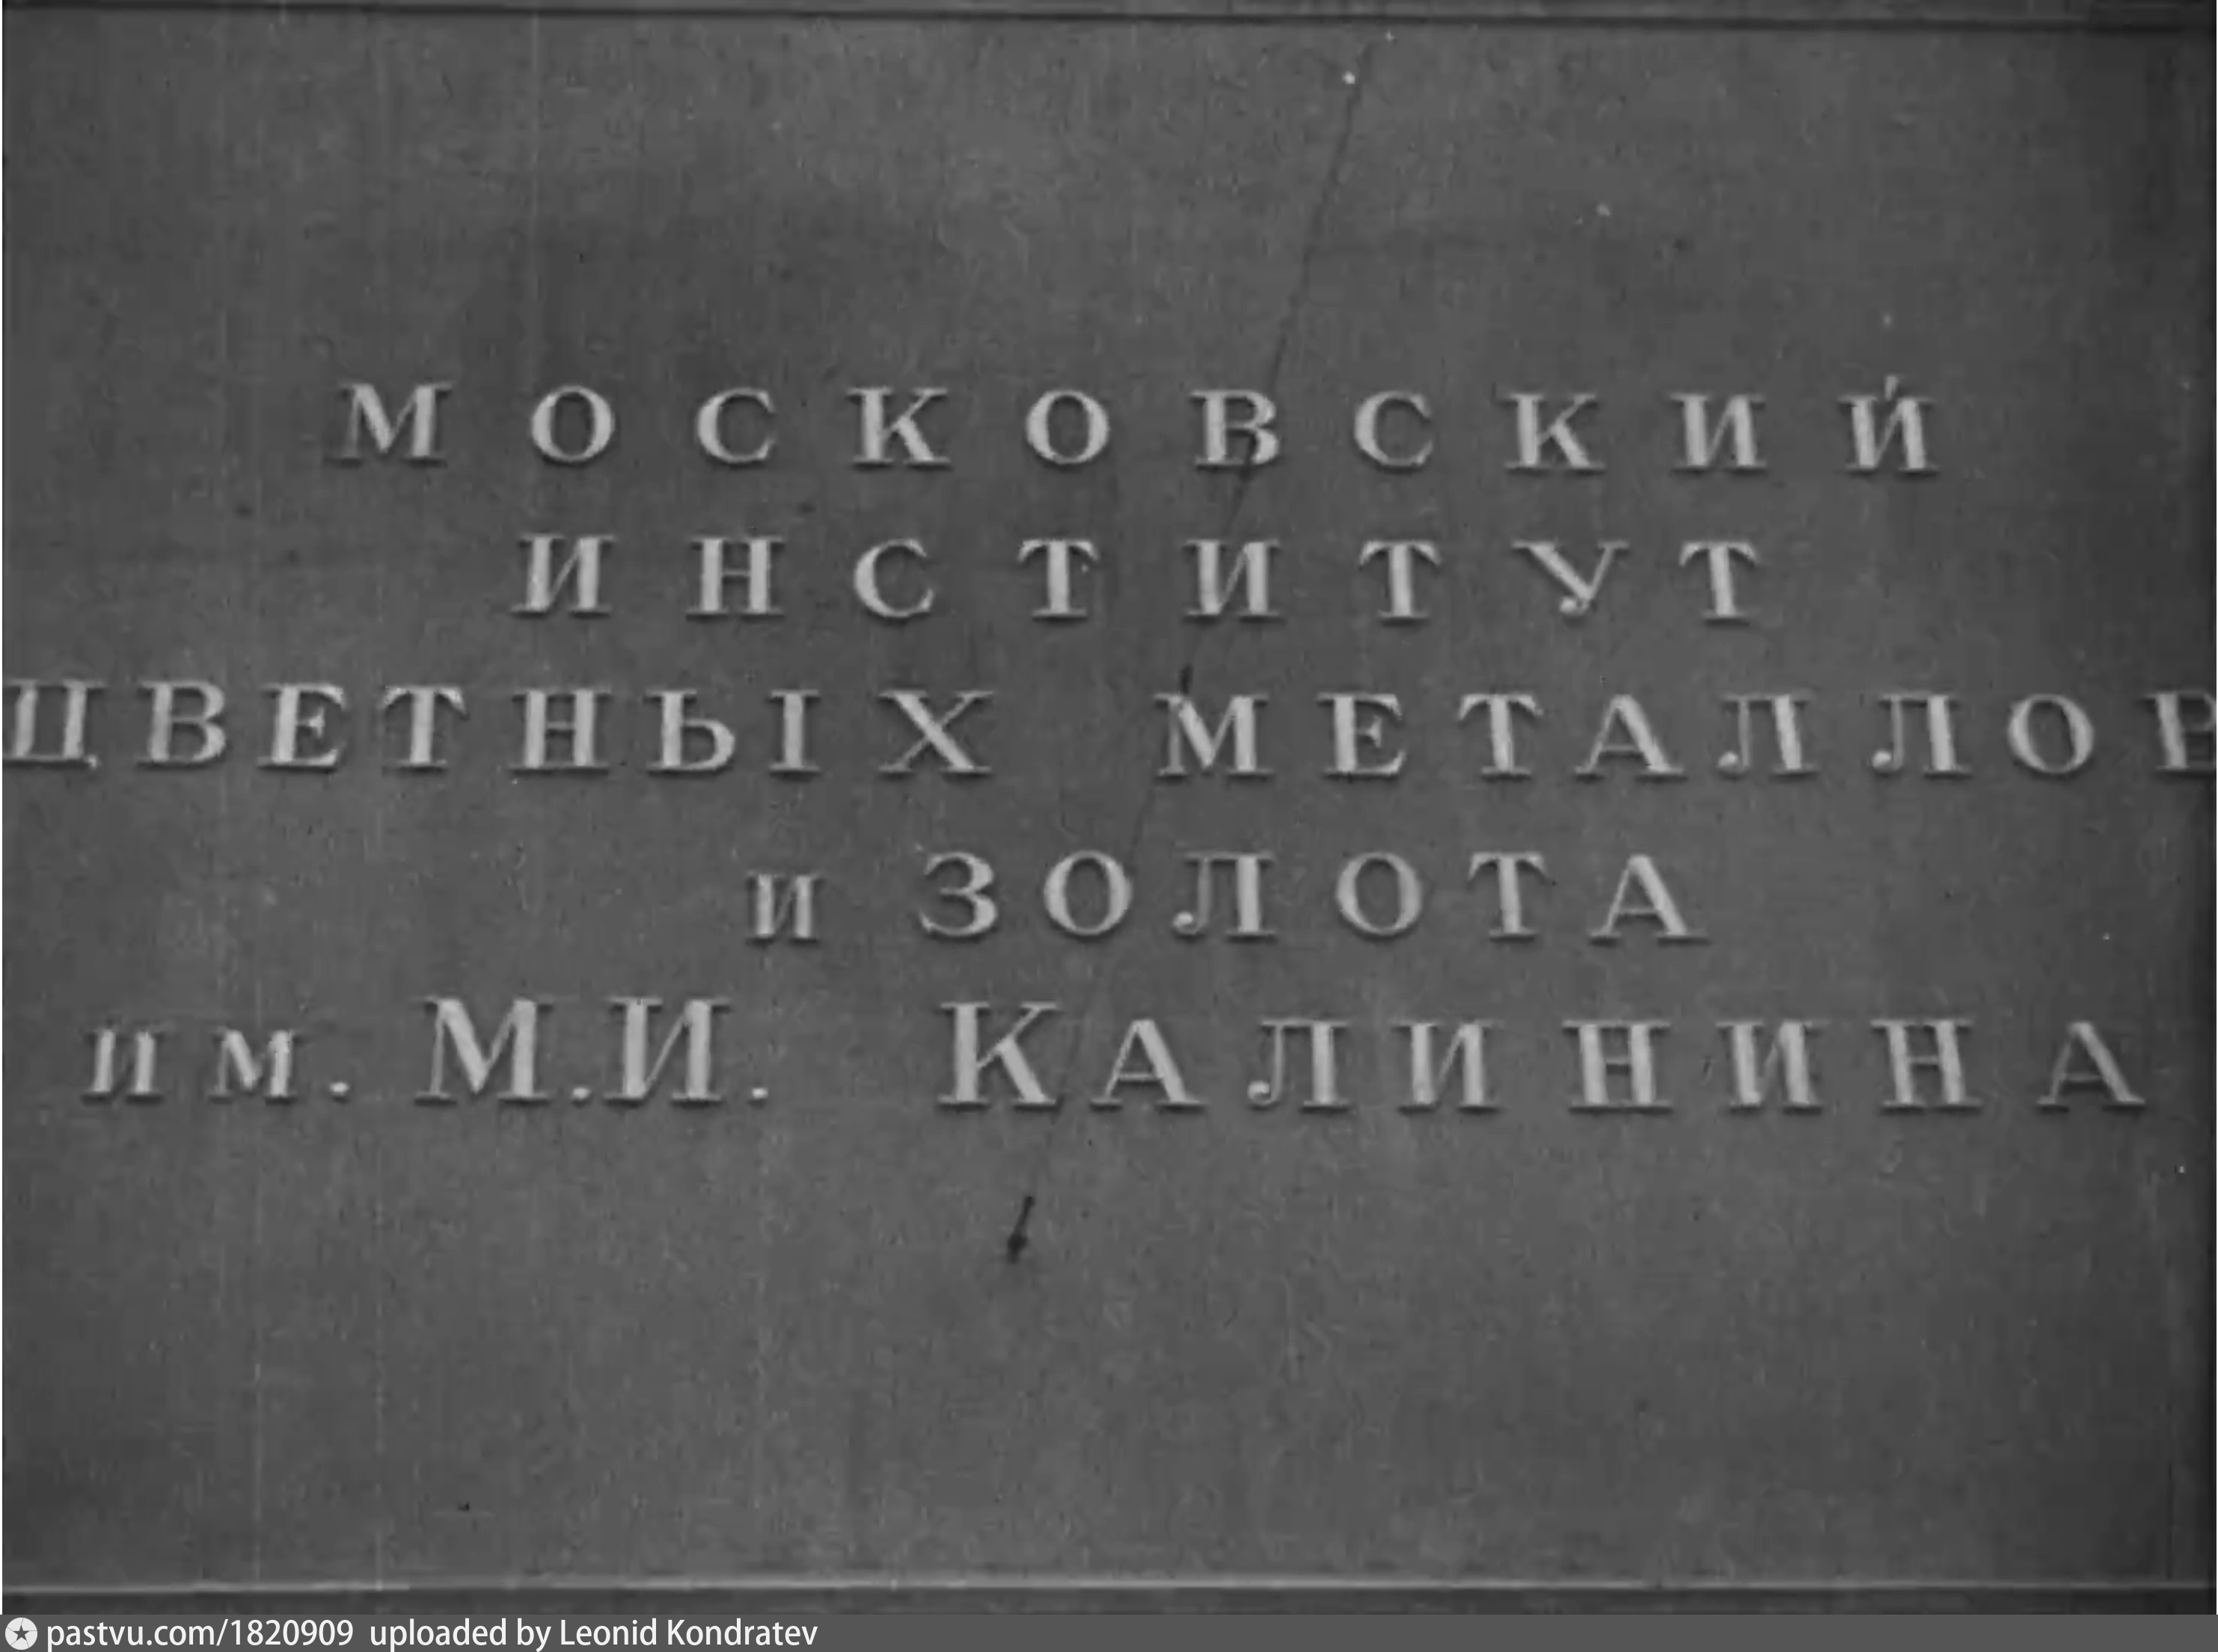 МОСКОВСКИЙ
ИНСТИТУТ
ЦВЕТНЫХ МЕТАЛЛОВ
и ЗОЛОТА
им. М.И. КАЛИНИНА
pastvu.com/1820909 uploaded by Leonid Kondratev